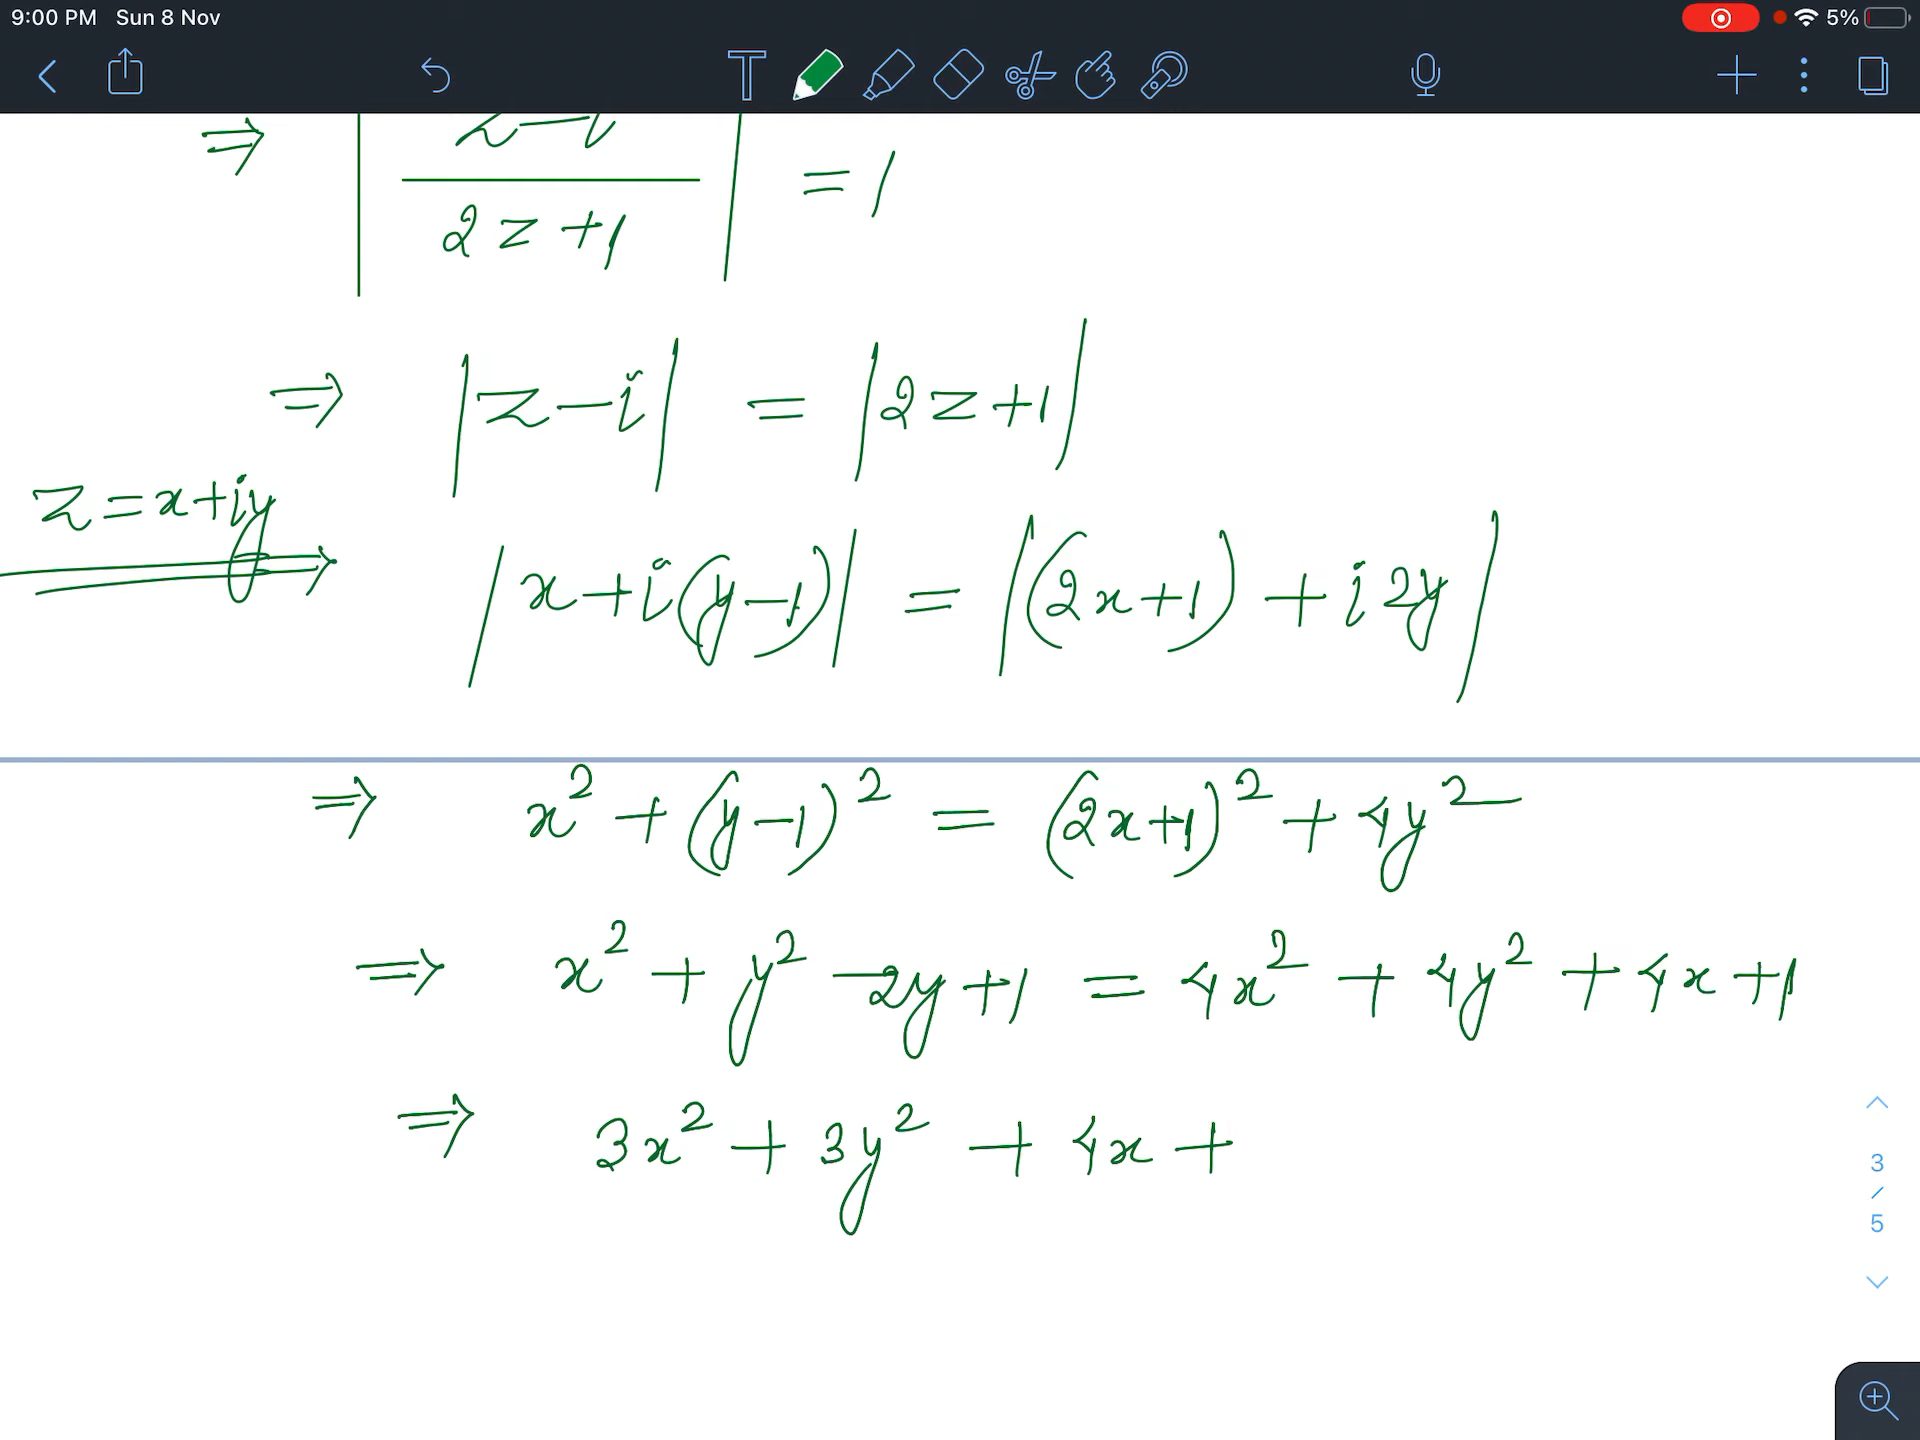 9:00 PM Sun 8 Nov 5%
T
⇒ | z-i / 2z+1 | = 1
⇒ |z-i| = |2z+1|
z=x+iy
|x+i(y-1)| = |(2x+1)+i2y|
⇒ x²+(y-1)² = (2x+1)²+4y²
⇒ x²+y²-2y+1 = 4x²+4y²+4x+1
⇒ 3x²+3y²+4x+
3
/
5